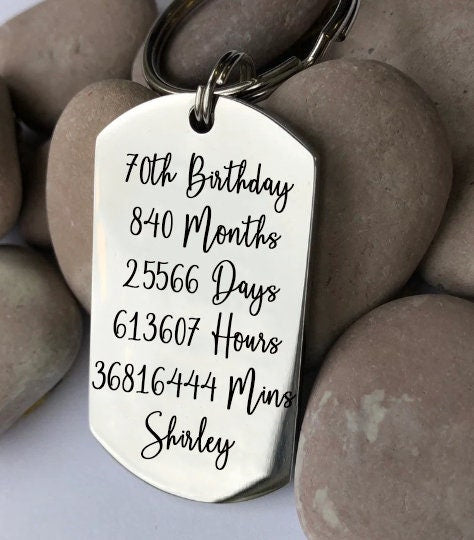 70th Birthday
840 Months
25566 Days
613607 Hours
36816444 Mins
Shirley